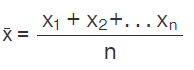 x̄ = x₁ + x₂+...xₙ
n